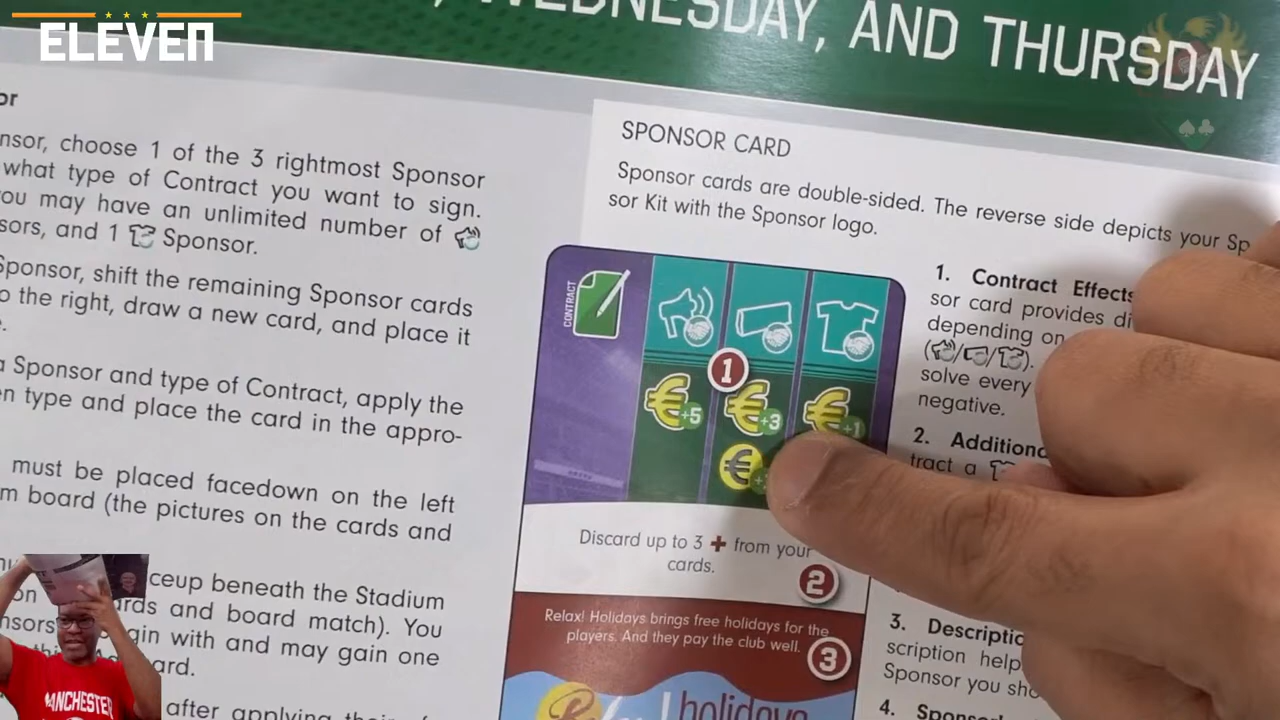 ELEVEN
WEDNESDAY, AND THURSDAY
or
nsor, choose 1 of the 3 rightmost Sponsor
what type of Contract you want to sign.
ou may have an unlimited number of
sors, and 1 Sponsor.
Sponsor, shift the remaining Sponsor cards
o the right, draw a new card, and place it
a Sponsor and type of Contract, apply the
en type and place the card in the appro-
must be placed facedown on the left
m board (the pictures on the cards and
ceup beneath the Stadium
ards and board match). You
gin with and may gain one
ard.
after applying their
SPONSOR CARD
Sponsor cards are double-sided. The reverse side depicts your Sp
sor Kit with the Sponsor logo.
CONTRACT
1
€+5 €+3 €+1
€
Discard up to 3 + from your
cards.
2
Relax! Holidays brings free holidays for the
players. And they pay the club well.
3
holidays
1. Contract Effects
sor card provides di
depending on
solve every
negative.
2. Additiona
tract a
3. Descriptio
scription help
Sponsor you sho
4. Sponso
MANCHESTER